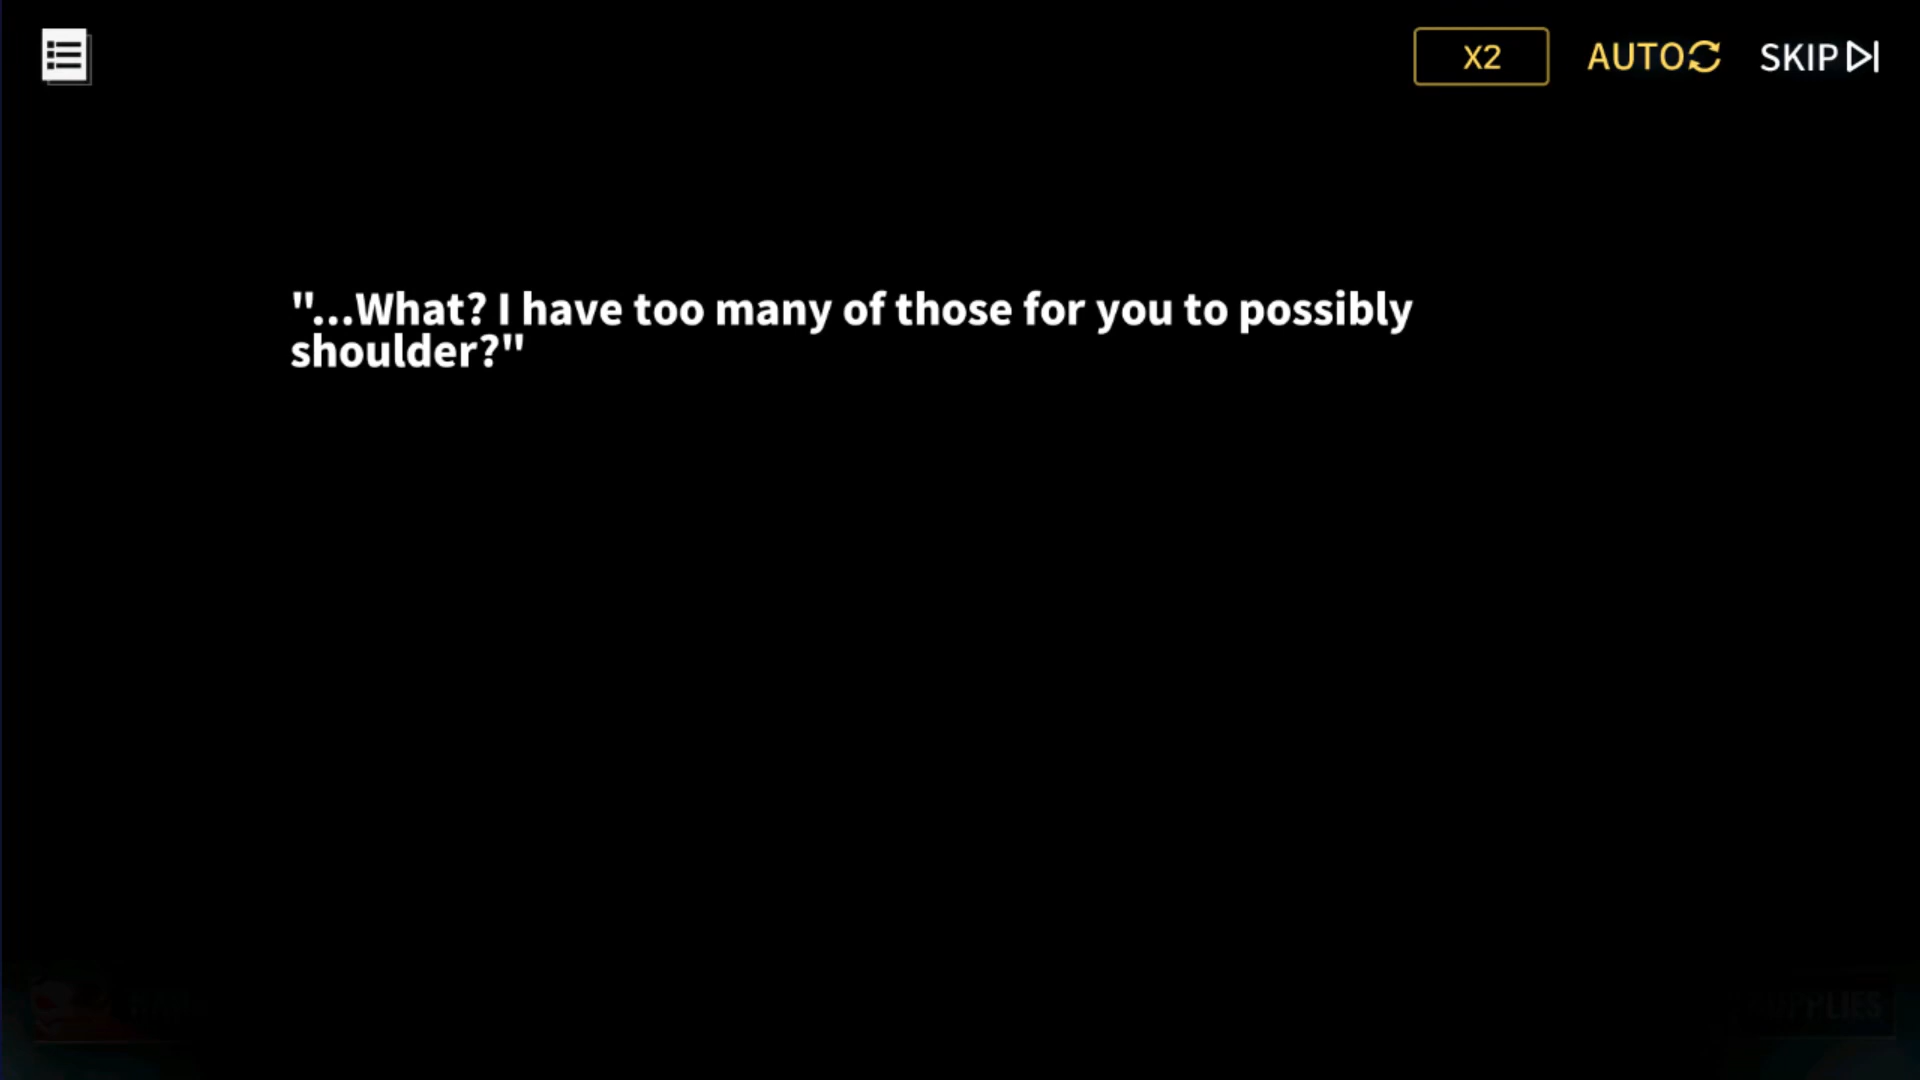 X2 AUTO SKIP
"...What? I have too many of those for you to possibly
shoulder?"